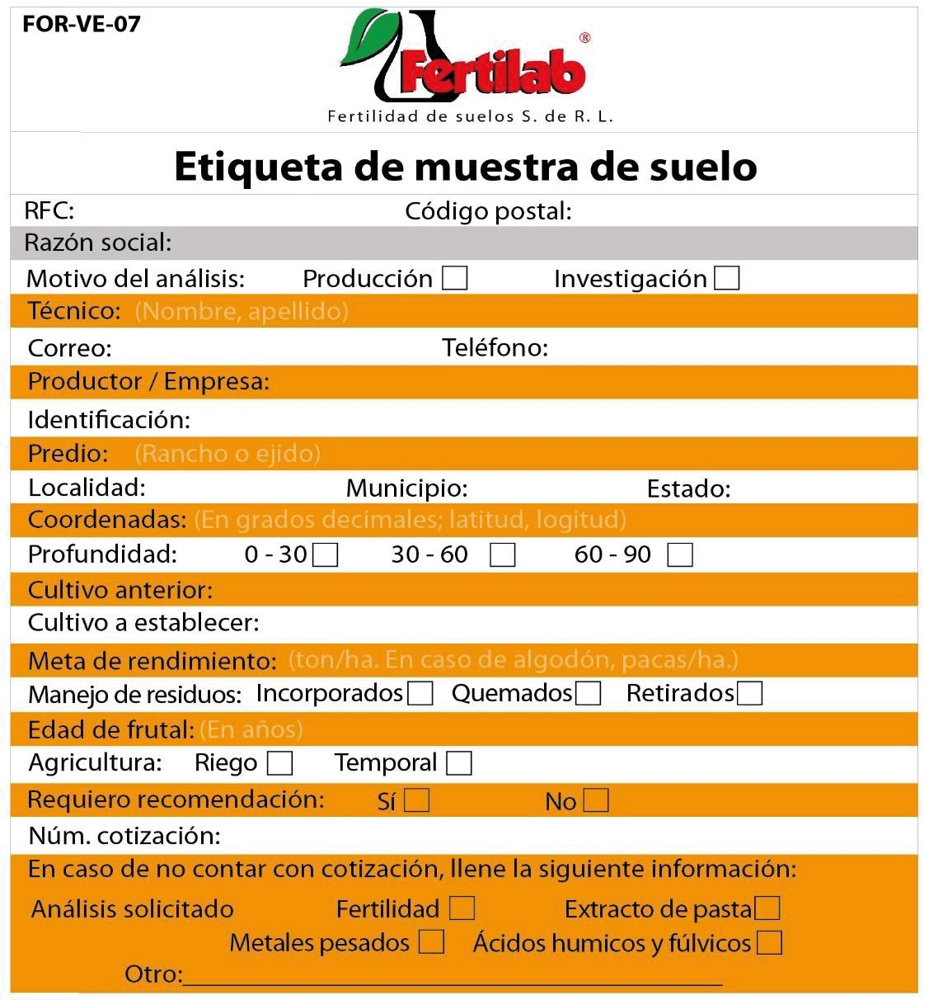 FOR-VE-07
Fertilab®
Fertilidad de suelos S. de R. L.
Etiqueta de muestra de suelo
RFC: Código postal:
Razón social:
Motivo del análisis: Producción Investigación
Técnico: (Nombre, apellido)
Correo: Teléfono:
Productor / Empresa:
Identificación:
Predio: (Rancho o ejido)
Localidad: Municipio: Estado:
Coordenadas: (En grados decimales; latitud, logitud)
Profundidad: 0 - 30 30 - 60 60 - 90
Cultivo anterior:
Cultivo a establecer:
Meta de rendimiento: (ton/ha. En caso de algodón, pacas/ha.)
Manejo de residuos: Incorporados Quemados Retirados
Edad de frutal: (En años)
Agricultura: Riego Temporal
Requiero recomendación: Sí No
Núm. cotización:
En caso de no contar con cotización, llene la siguiente información:
Análisis solicitado Fertilidad Extracto de pasta
Metales pesados Ácidos humicos y fúlvicos
Otro: